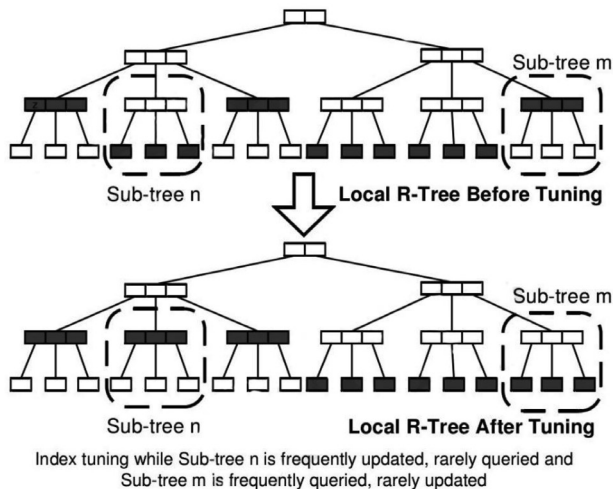 Sub-tree m
Sub-tree n
Local R-Tree Before Tuning
Sub-tree m
Sub-tree n
Local R-Tree After Tuning
Index tuning while Sub-tree n is frequently updated, rarely queried and
Sub-tree m is frequently queried, rarely updated